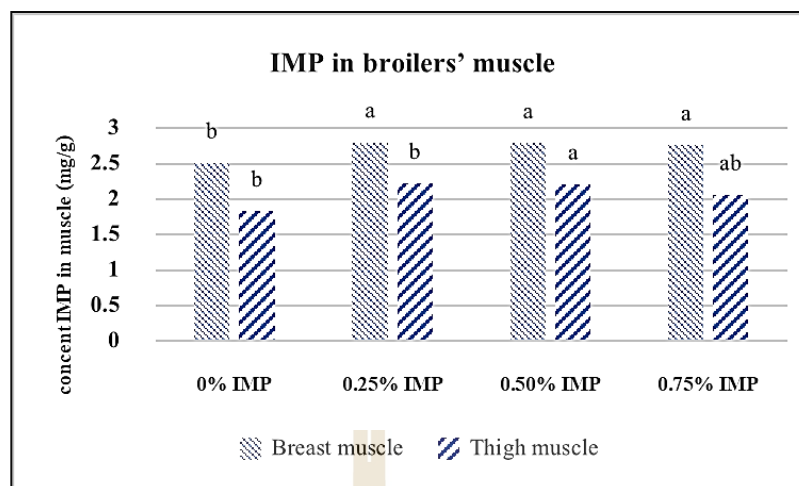 IMP in broilers' muscle
concent IMP in muscle (mg/g)
3
2.5
2
1.5
1
0.5
0
b
b
a
b
a
a
a
ab
0% IMP
0.25% IMP
0.50% IMP
0.75% IMP
Breast muscle
Thigh muscle